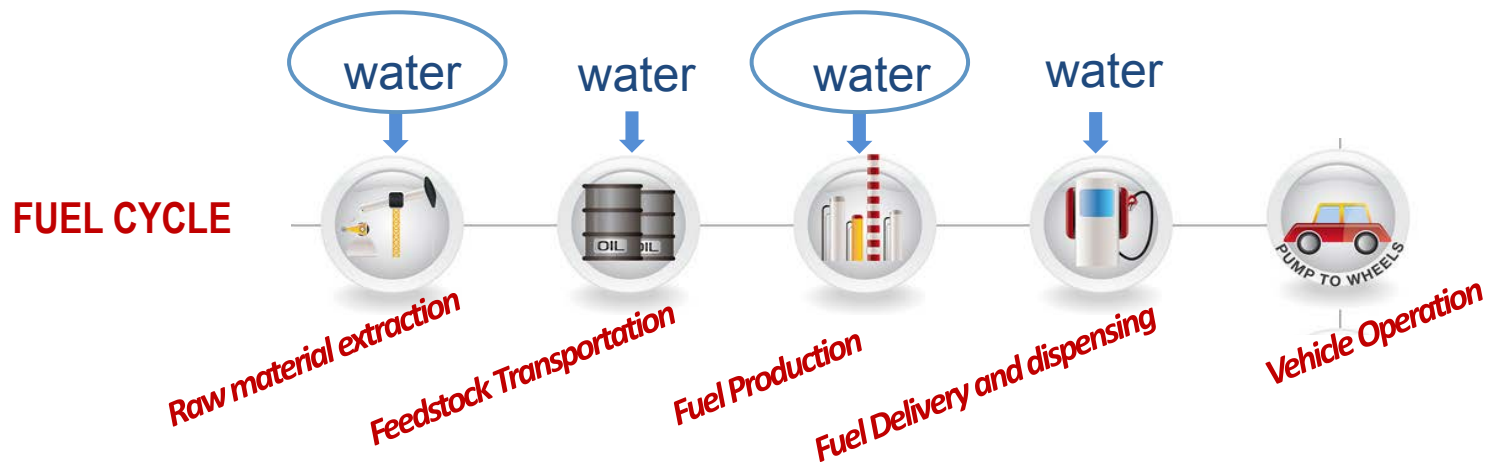 water
water
water
water
FUEL CYCLE
OIL
OIL
PUMP TO WHEELS
Raw material extraction
Feedstock Transportation
Fuel Production
Fuel Delivery and dispensing
Vehicle Operation